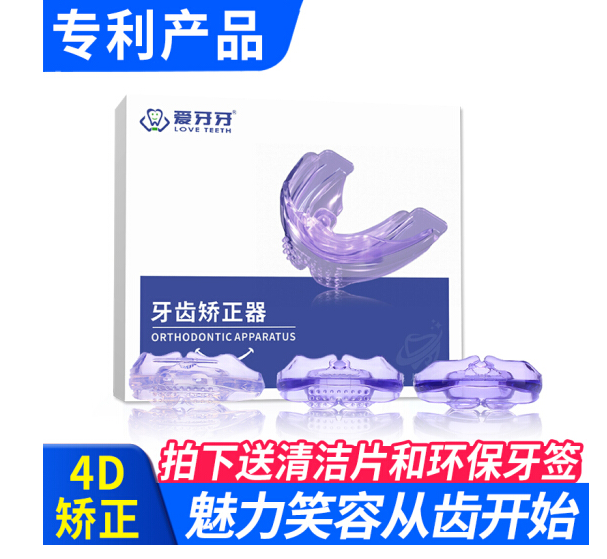 专利产品
爱牙牙®
LOVE TEETH
牙齿矫正器
ORTHODONTIC APPARATUS
4D
矫正
拍下送清洁片和环保牙签
魅力笑容从齿开始